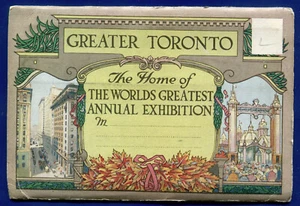 GREATER TORONTO
The Home of
THE WORLDS GREATEST
ANNUAL EXHIBITION
M